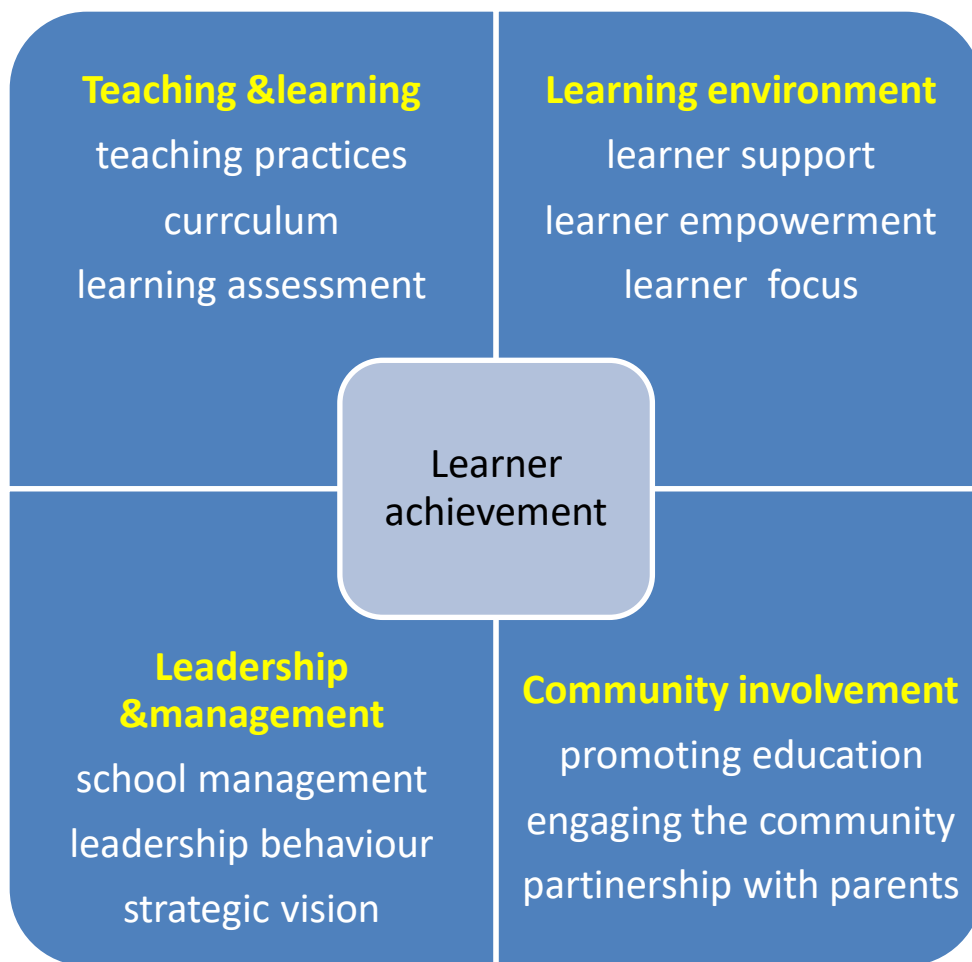 Teaching &learning
teaching practices
currculum
learning assessment
Learning environment
learner support
learner empowerment
learner  focus
Learner
achievement
Leadership
&management
school management
leadership behaviour
strategic vision
Community involvement
promoting education
engaging the community
partinership with parents